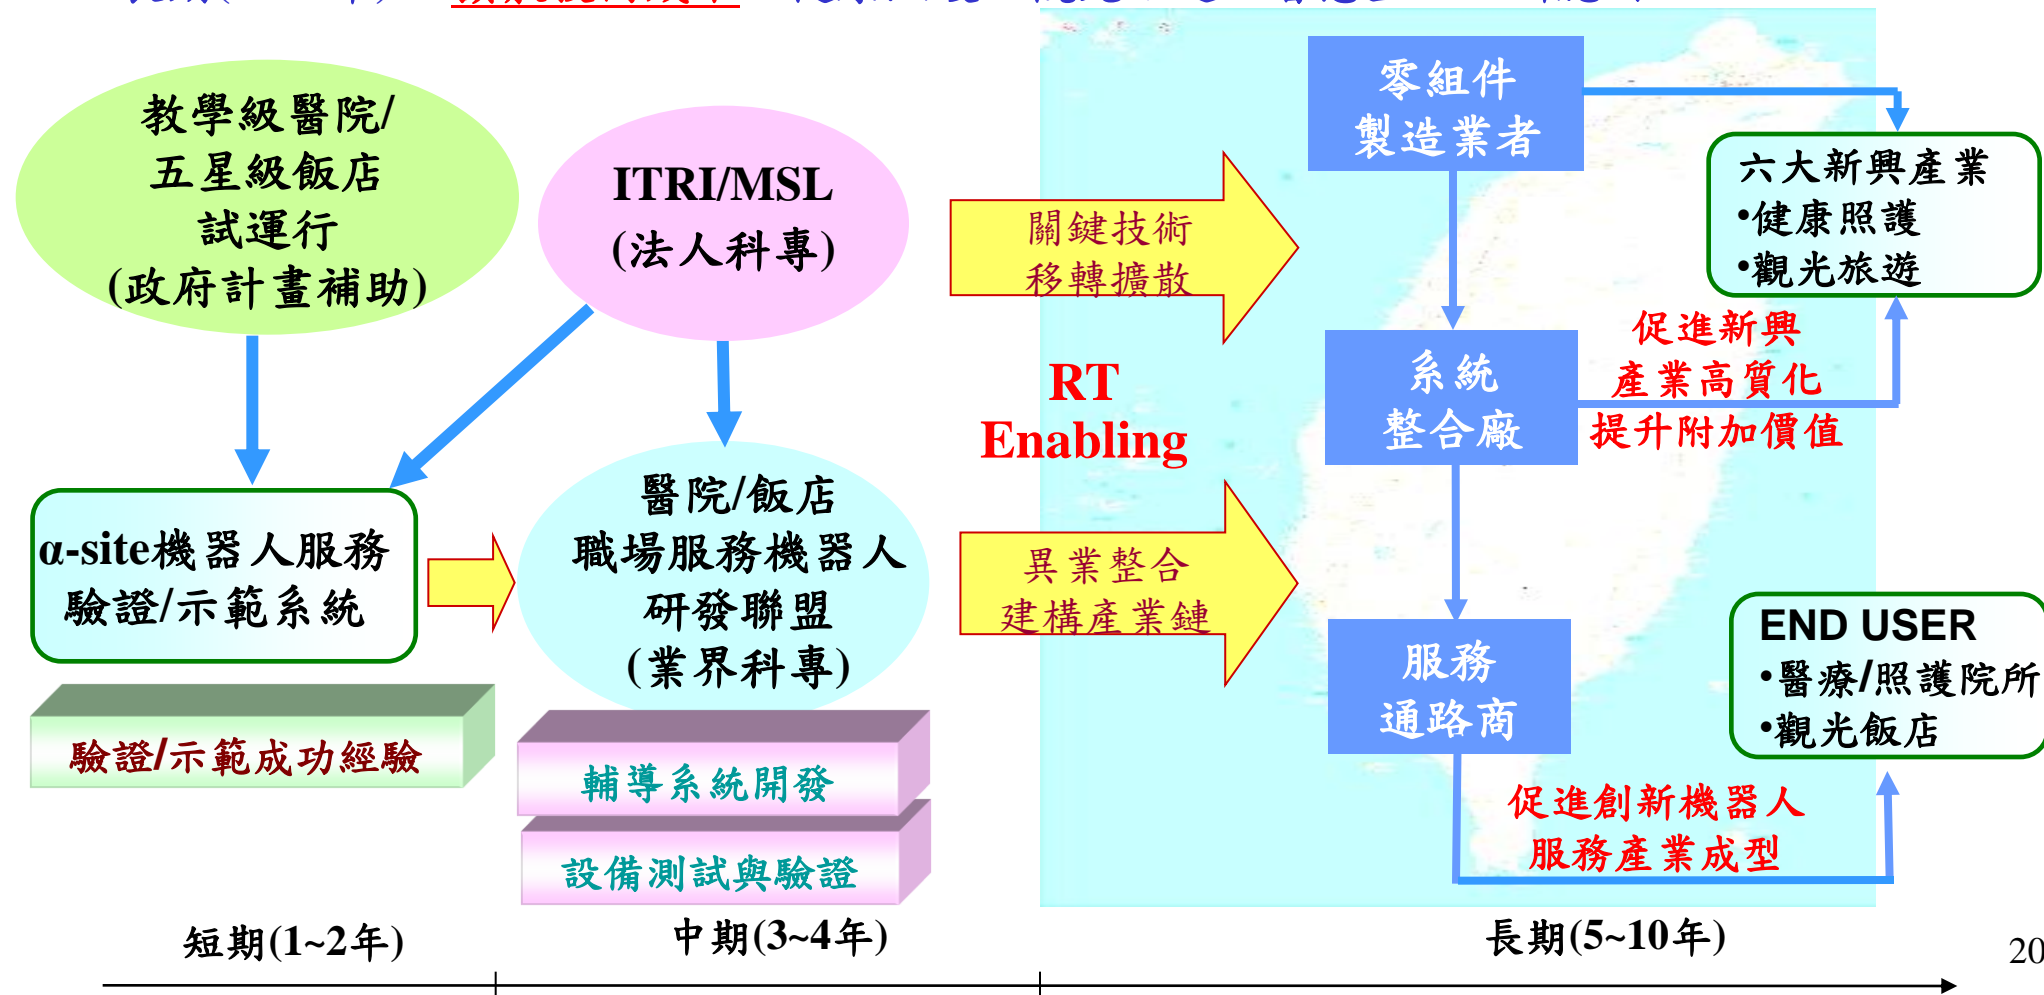 教學級醫院/
五星級飯店
試運行
(政府計畫補助)
ITRI/MSL
(法人科專)
α-site機器人服務
驗證/示範系統
驗證/示範成功經驗
醫院/飯店
職場服務機器人
研發聯盟
(業界科專)
輔導系統開發
設備測試與驗證
關鍵技術
移轉擴散
RT
Enabling
異業整合
建構產業鏈
零組件
製造業者
系統
整合廠
服務
通路商
六大新興產業
•健康照護
•觀光旅遊
促進新興
產業高質化
提升附加價值
END USER
•醫療/照護院所
•觀光飯店
促進創新機器人
服務產業成型
短期(1~2年)
中期(3~4年)
長期(5~10年)
20